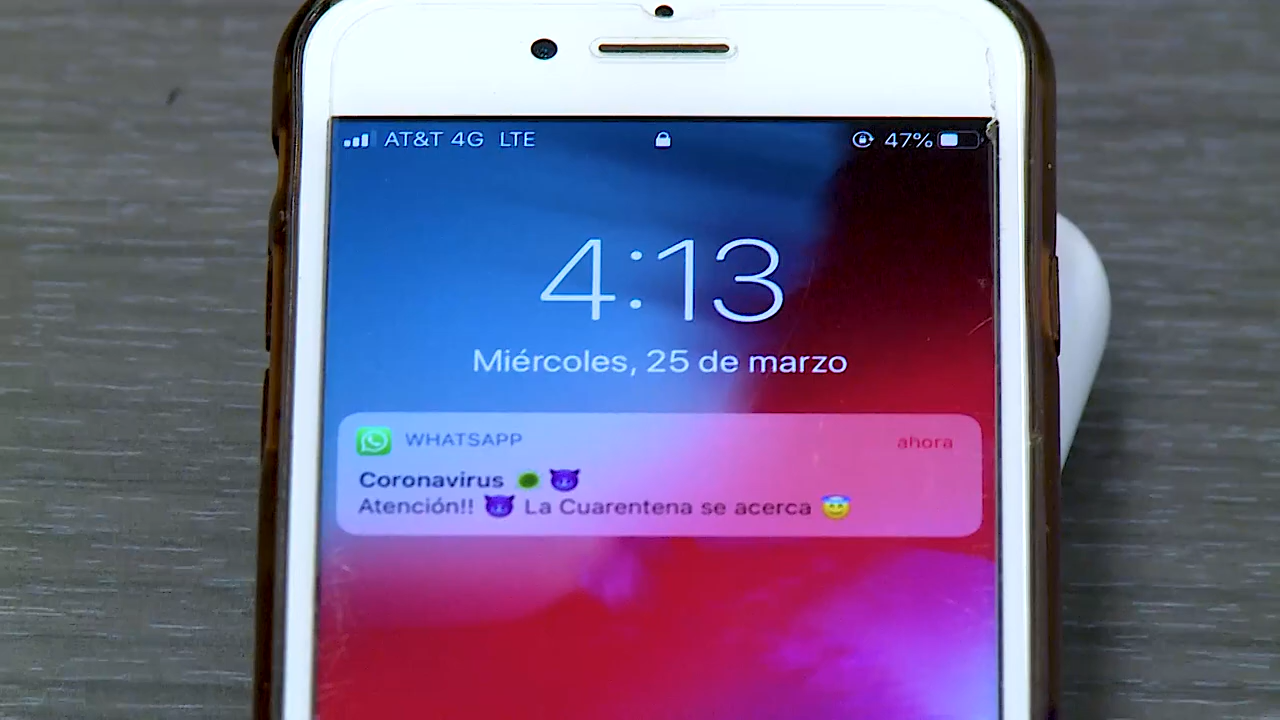 AT&T 4G LTE 47%
4:13
Miércoles, 25 de marzo
WHATSAPP ahora
Coronavirus 😈
Atención!! 😈 La Cuarentena se acerca 😇